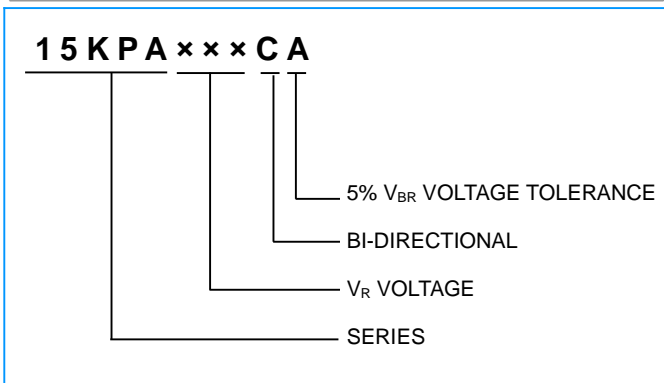 15KPA×××CA
5% VBR VOLTAGE TOLERANCE
BI-DIRECTIONAL
VR VOLTAGE
SERIES